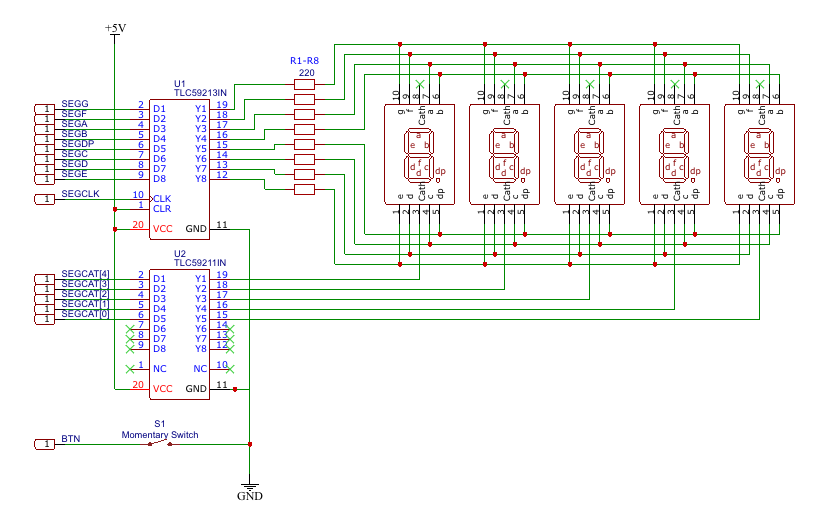 +5V
R1-R8
220
U1
TLC59213IN
1 SEGG 2 D1 Y1 19
1 SEGF 3 D2 Y2 18
1 SEGA 4 D3 Y3 17
1 SEGB 5 D4 Y4 16
1 SEGDP 6 D5 Y5 15
1 SEGC 7 D6 Y6 14
1 SEGD 8 D7 Y7 13
1 SEGE 9 D8 Y8 12
1 SEGCLK 10 CLK
1 CLR
20 VCC GND 11
10 9 8 7 6 10 9 8 7 6 10 9 8 7 6 10 9 8 7 6 10 9 8 7 6
g f Cath a b g f Cath a b g f Cath a b g f Cath a b g f Cath a b
a a a a a
e b e b e b e b e b
f f f f f
d c dp d c dp d c dp d c dp d c dp
d d d d d
e d Cath c dp e d Cath c dp e d Cath c dp e d Cath c dp e d Cath c dp
1 2 3 4 5 1 2 3 4 5 1 2 3 4 5 1 2 3 4 5 1 2 3 4 5
U2
TLC59211IN
1 SEGCAT[4] 2 D1 Y1 19
1 SEGCAT[3] 3 D2 Y2 18
1 SEGCAT[2] 4 D3 Y3 17
1 SEGCAT[1] 5 D4 Y4 16
1 SEGCAT[0] 6 D5 Y5 15
7 D6 Y6 14
8 D7 Y7 13
9 D8 Y8 12
1 NC NC 10
20 VCC GND 11
S1
Momentary Switch
1 BTN
GND